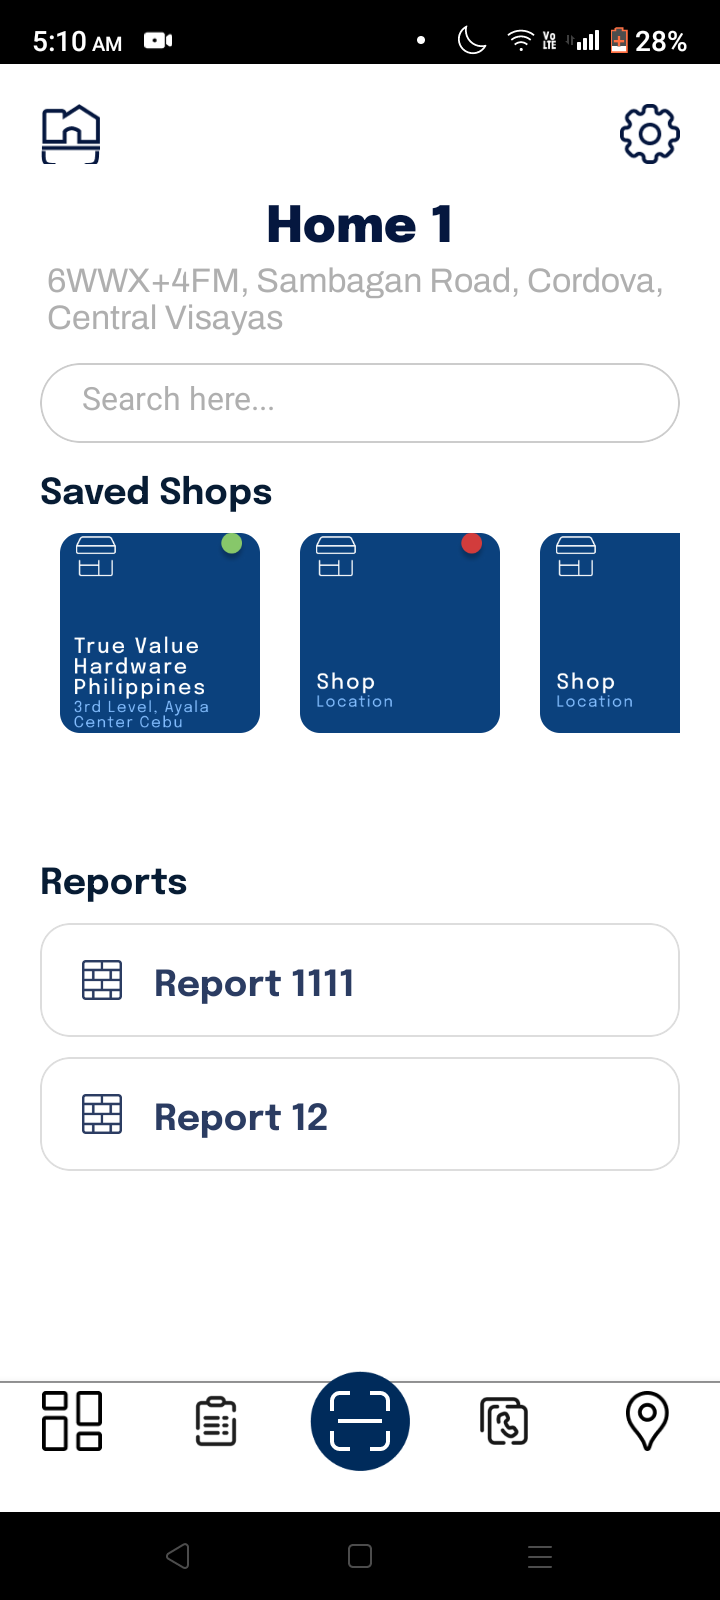 5:10 AM
Vo
LTE
28%
Home 1
6WWX+4FM, Sambagan Road, Cordova,
Central Visayas
Search here...
Saved Shops
True Value
Hardware
Philippines
3rd Level, Ayala
Center Cebu
Shop
Location
Shop
Location
Reports
Report 1111
Report 12